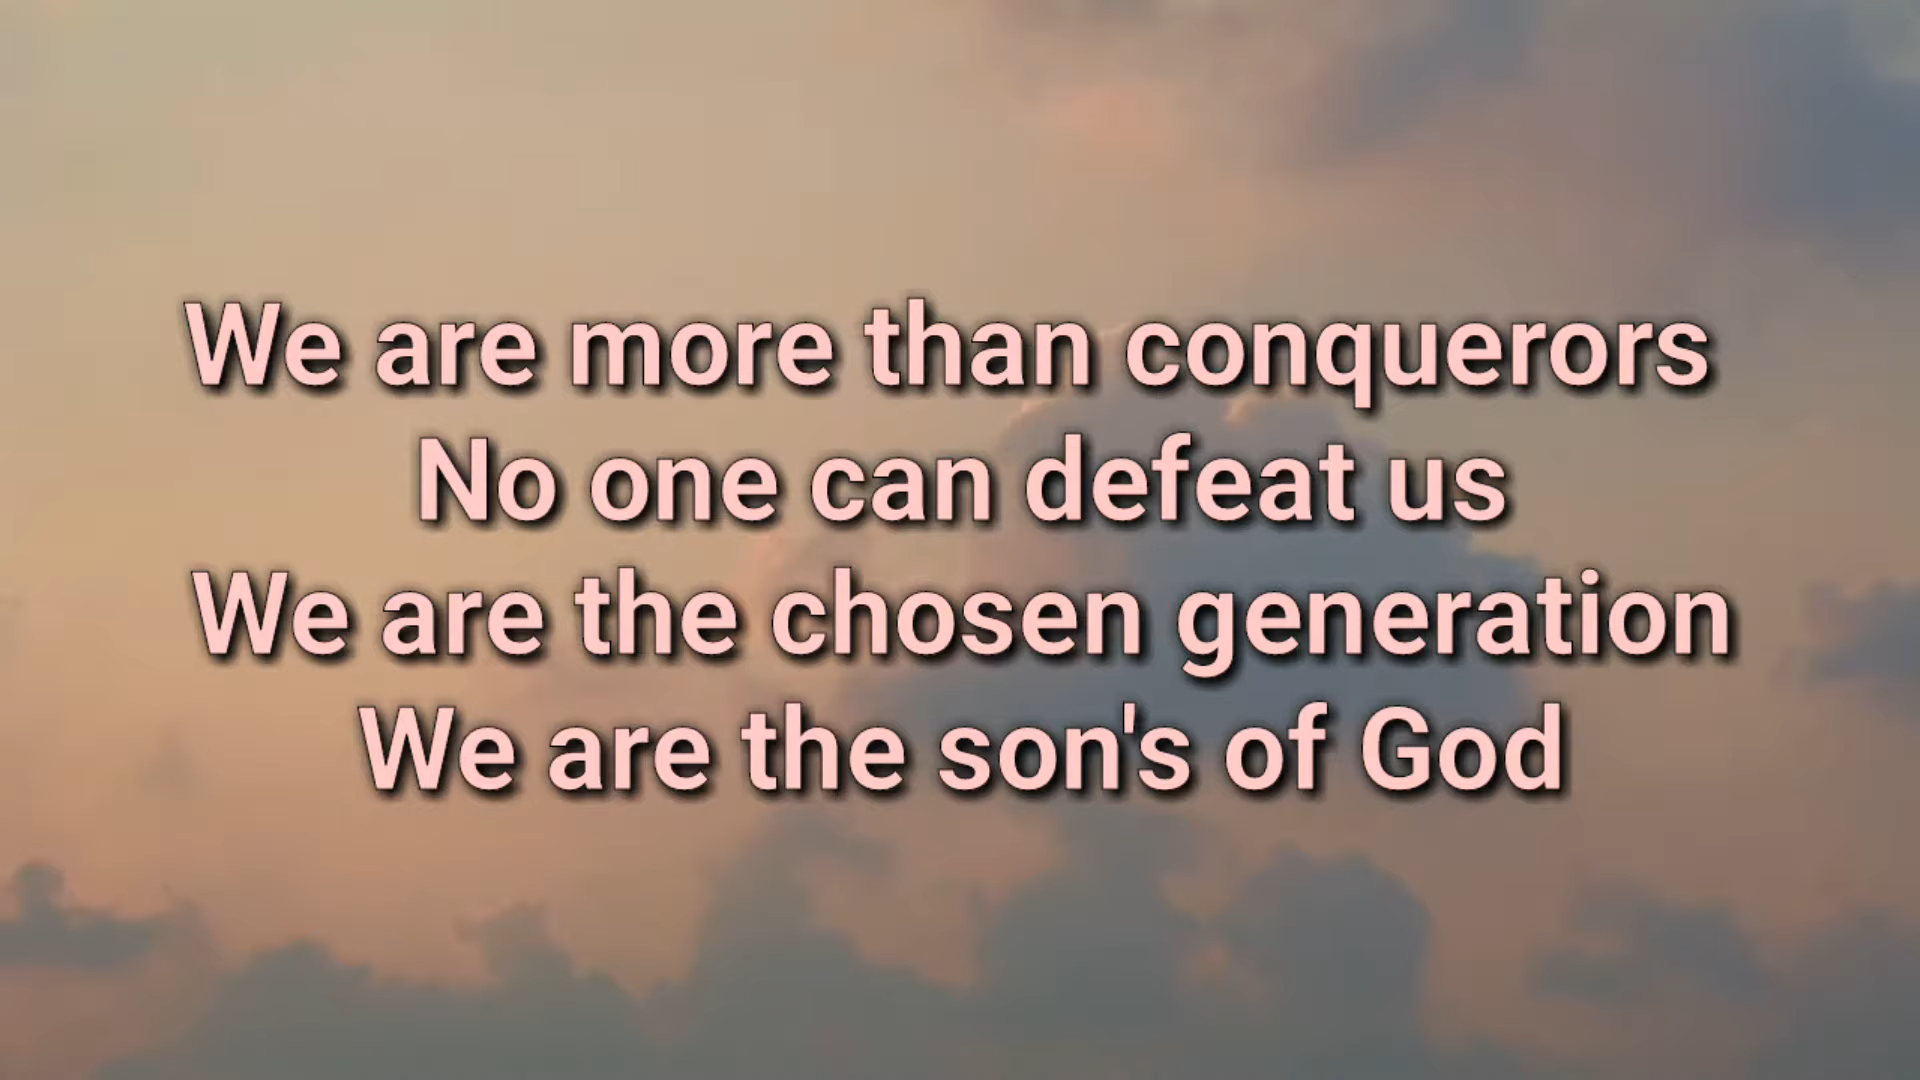 We are more than conquerors
No one can defeat us
We are the chosen generation
We are the son's of God